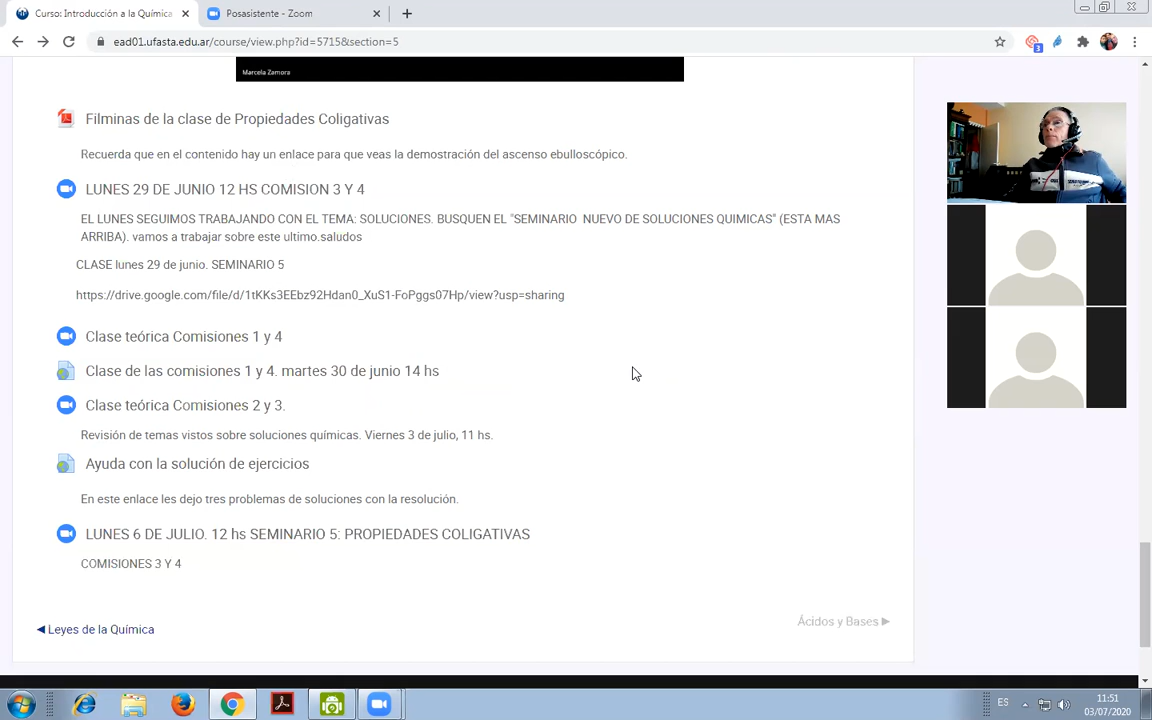 Curso: Introducción a la Química
Posasistente - Zoom
ead01.ufasta.edu.ar/course/view.php?id=5715&section=5
3
Marcela Zamora
Filminas de la clase de Propiedades Coligativas
Recuerda que en el contenido hay un enlace para que veas la demostración del ascenso ebulloscópico.
LUNES 29 DE JUNIO 12 HS COMISION 3 Y 4
EL LUNES SEGUIMOS TRABAJANDO CON EL TEMA: SOLUCIONES. BUSQUEN EL "SEMINARIO NUEVO DE SOLUCIONES QUIMICAS" (ESTA MAS
ARRIBA). vamos a trabajar sobre este ultimo.saludos
CLASE lunes 29 de junio. SEMINARIO 5
https://drive.google.com/file/d/1tKKs3EEbz92Hdan0_XuS1-FoPggs07Hp/view?usp=sharing
Clase teórica Comisiones 1 y 4
Clase de las comisiones 1 y 4. martes 30 de junio 14 hs
Clase teórica Comisiones 2 y 3.
Revisión de temas vistos sobre soluciones químicas. Viernes 3 de julio, 11 hs.
Ayuda con la solución de ejercicios
En este enlace les dejo tres problemas de soluciones con la resolución.
LUNES 6 DE JULIO. 12 hs SEMINARIO 5: PROPIEDADES COLIGATIVAS
COMISIONES 3 Y 4
◀ Leyes de la Química
Ácidos y Bases ▶
ES
11:51
03/07/2020